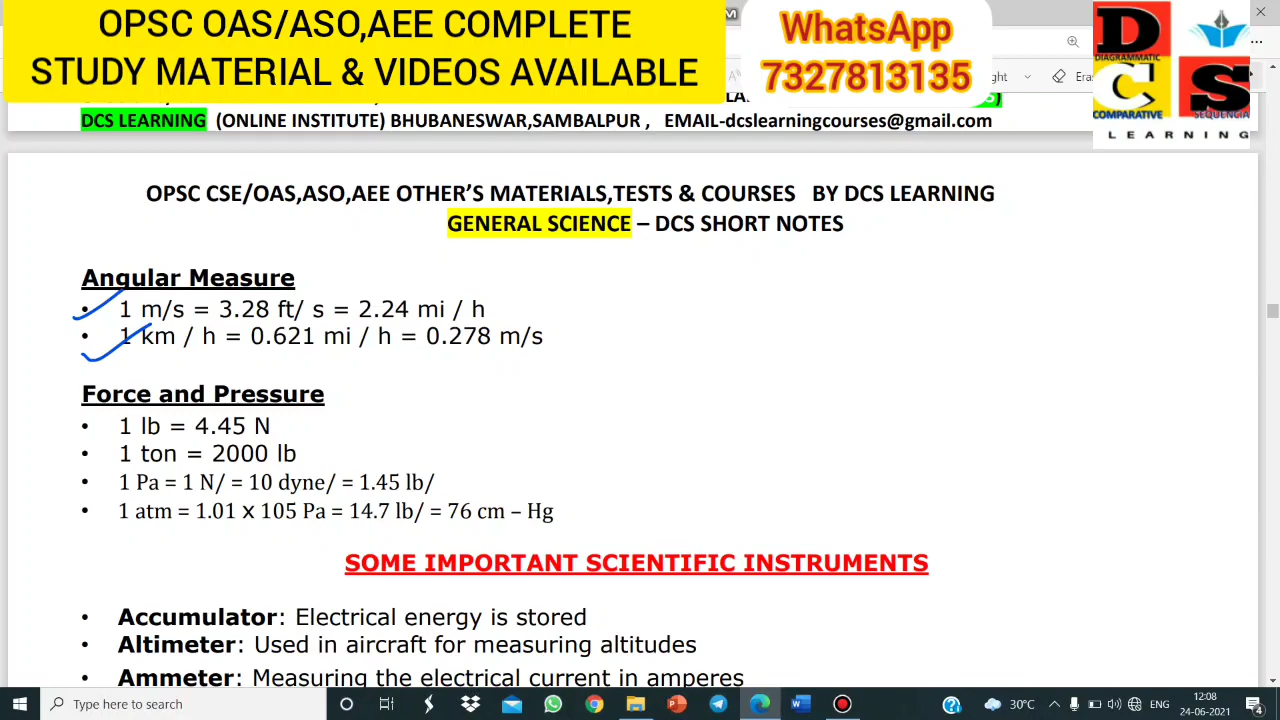 OPSC OAS/ASO,AEE COMPLETE
STUDY MATERIAL & VIDEOS AVAILABLE
WhatsApp
7327813135
DCS LEARNING (ONLINE INSTITUTE) BHUBANESWAR,SAMBALPUR , EMAIL-dcslearningcourses@gmail.com
D
DIAGRAMMATIC
C S
COMPARATIVE SEQUENCIA
LEARNING
OPSC CSE/OAS,ASO,AEE OTHER'S MATERIALS,TESTS & COURSES BY DCS LEARNING
GENERAL SCIENCE – DCS SHORT NOTES
Angular Measure
• 1 m/s = 3.28 ft/ s = 2.24 mi / h
• 1 km / h = 0.621 mi / h = 0.278 m/s
Force and Pressure
• 1 lb = 4.45 N
• 1 ton = 2000 lb
• 1 Pa = 1 N/ = 10 dyne/ = 1.45 lb/
• 1 atm = 1.01 x 105 Pa = 14.7 lb/ = 76 cm – Hg
SOME IMPORTANT SCIENTIFIC INSTRUMENTS
• Accumulator: Electrical energy is stored
• Altimeter: Used in aircraft for measuring altitudes
• Ammeter: Measuring the electrical current in amperes
Type here to search
30°C
ENG
12:08
24-06-2021
4